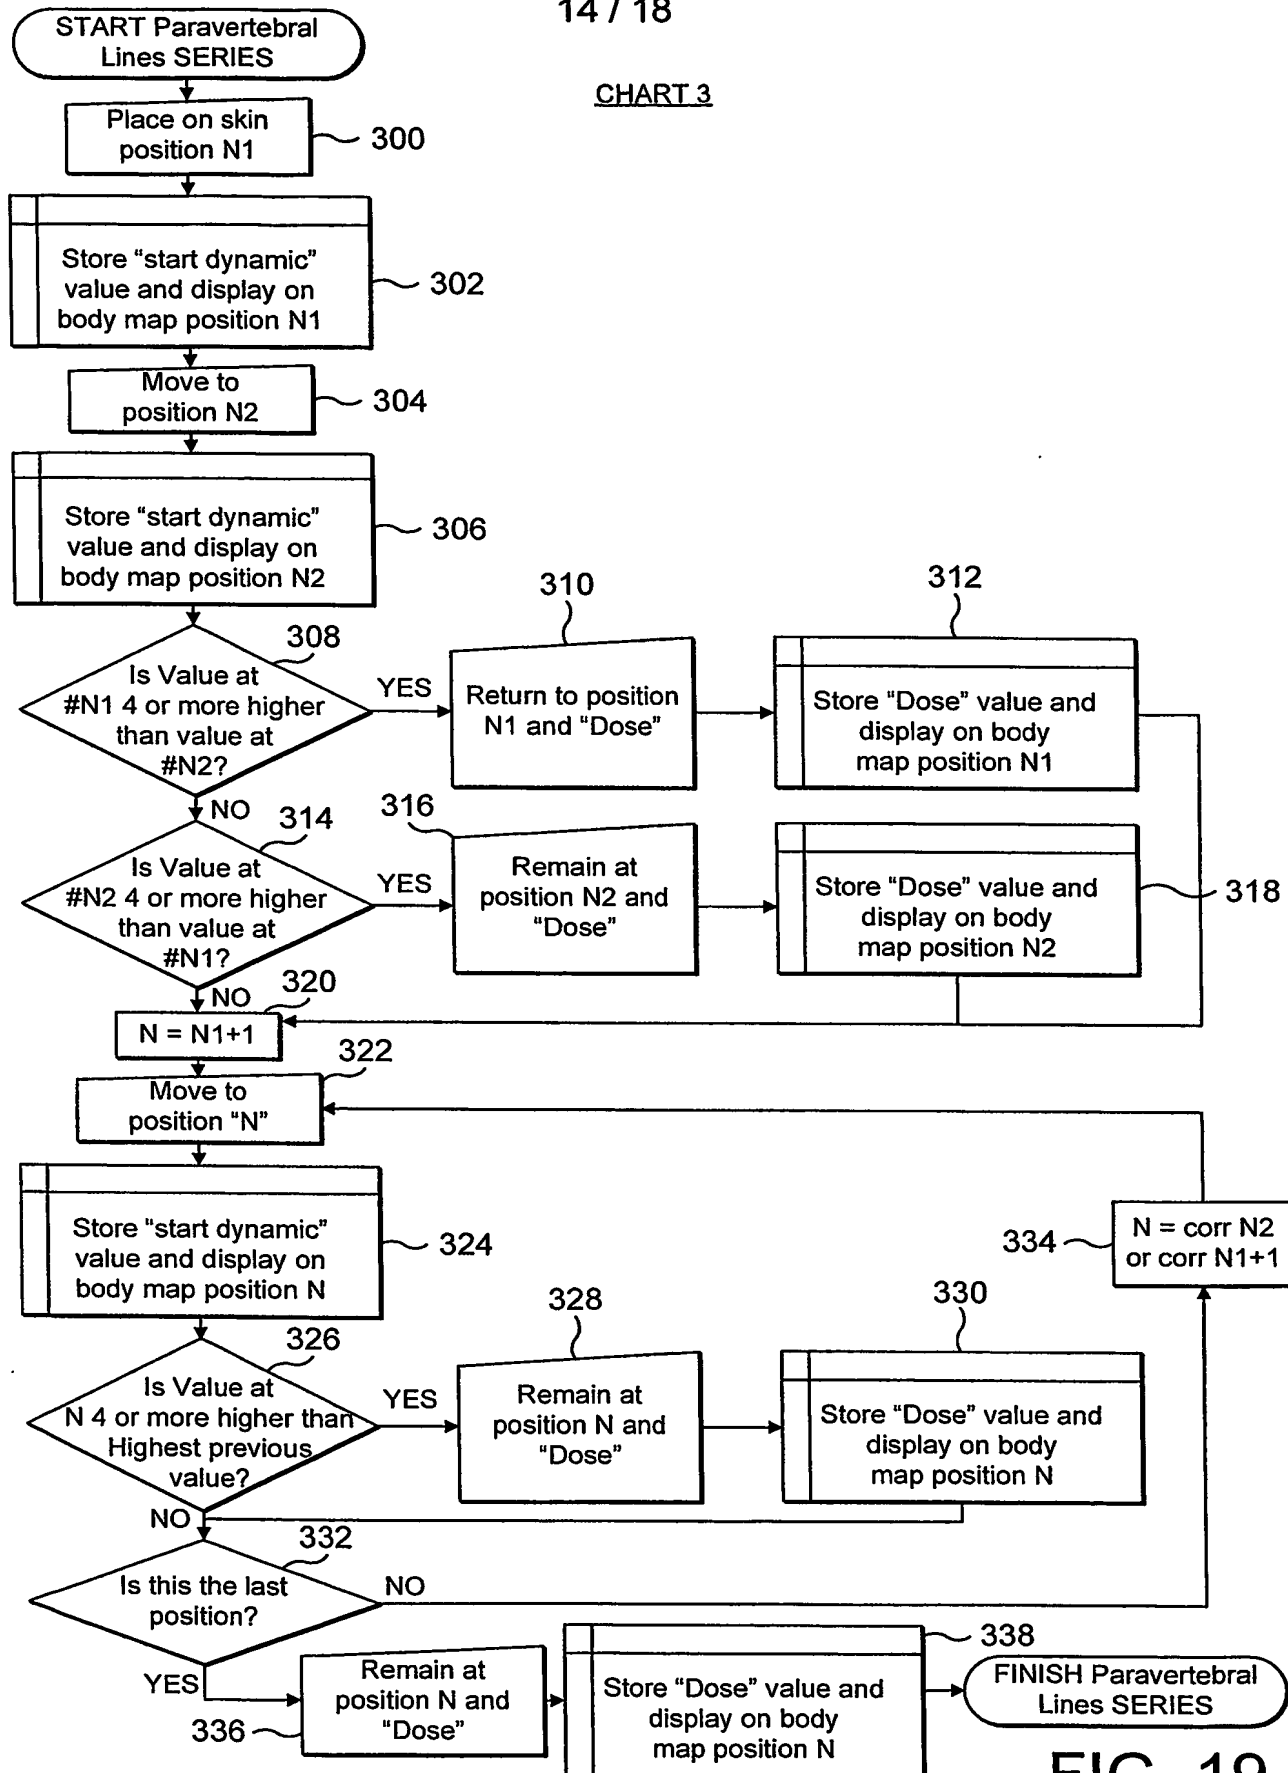 14 / 18
START Paravertebral
Lines SERIES
CHART 3
Place on skin
position N1
300
Store “start dynamic”
value and display on
body map position N1
302
Move to
position N2
304
Store “start dynamic”
value and display on
body map position N2
306
308
Is Value at
#N1 4 or more higher
than value at
#N2?
YES
NO
310
Return to position
N1 and “Dose”
312
Store “Dose” value and
display on body
map position N1
314
Is Value at
#N2 4 or more higher
than value at
#N1?
YES
NO
316
Remain at
position N2 and
“Dose”
Store “Dose” value and
display on body
map position N2
318
320
N = N1+1
322
Move to
position “N”
Store “start dynamic”
value and display on
body map position N
324
334
N = corr N2
or corr N1+1
326
Is Value at
N 4 or more higher than
Highest previous
value?
YES
NO
328
Remain at
position N and
“Dose”
330
Store “Dose” value and
display on body
map position N
332
Is this the last
position?
NO
YES
Remain at
position N and
“Dose”
336
338
Store “Dose” value and
display on body
map position N
FINISH Paravertebral
Lines SERIES
FIG. 19